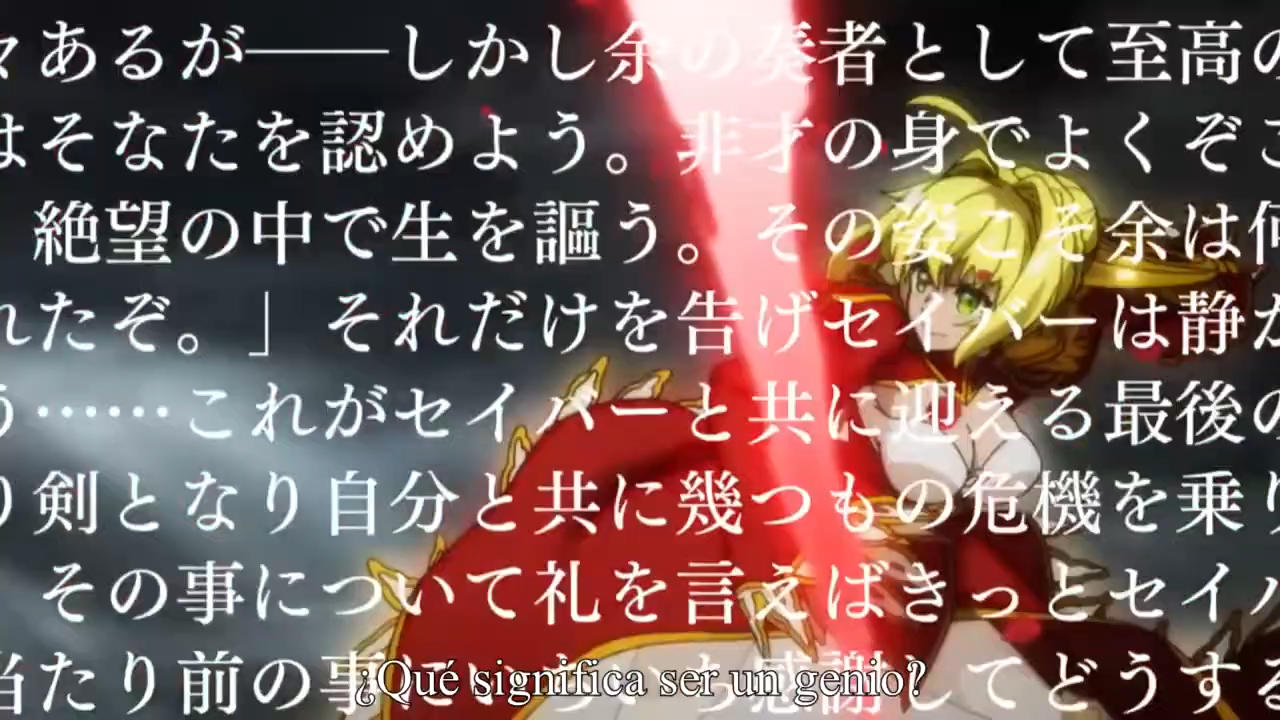 あるが――しかし余の奏者として至高の
はそなたを認めよう。非才の身でよくぞこ
絶望の中で生を謳う。その姿こそ余は何
れたぞ。」それだけを告げセイバーは静か
う……これがセイバーと共に迎える最後の
り剣となり自分と共に幾つもの危機を乗り
その事について礼を言えばきっとセイバ
当たり前の事にいちいち感謝してどうする
¿Qué significa ser un genio?